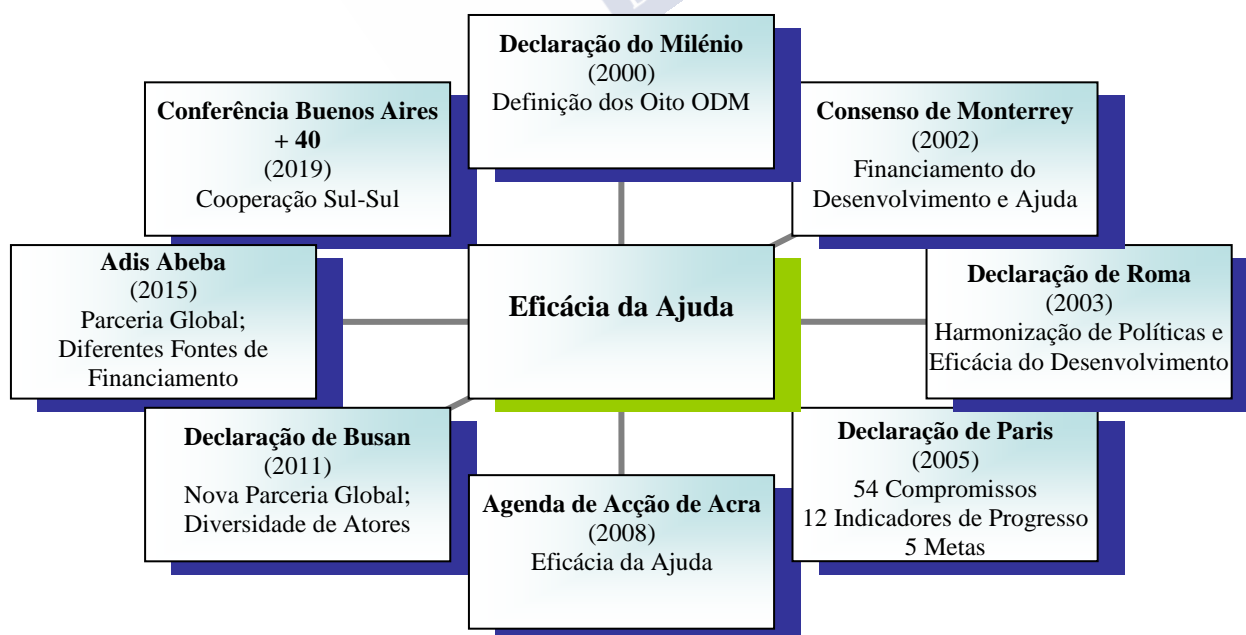 Declaração do Milénio
(2000)
Definição dos Oito ODM
Consenso de Monterrey
(2002)
Financiamento do
Desenvolvimento e Ajuda
Declaração de Roma
(2003)
Harmonização de Políticas e
Eficácia do Desenvolvimento
Declaração de Paris
(2005)
54 Compromissos
12 Indicadores de Progresso
5 Metas
Agenda de Acção de Acra
(2008)
Eficácia da Ajuda
Declaração de Busan
(2011)
Nova Parceria Global;
Diversidade de Atores
Adis Abeba
(2015)
Parceria Global;
Diferentes Fontes de
Financiamento
Conferência Buenos Aires
+ 40
(2019)
Cooperação Sul-Sul
Eficácia da Ajuda